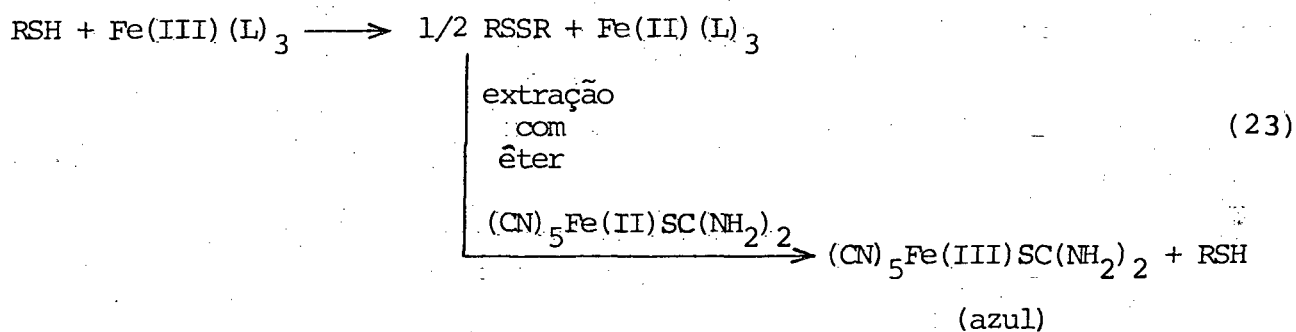 RSH + Fe(III)(L)3 ⟶ 1/2 RSSR + Fe(II)(L)3
extração
com
êter
(23)
(CN)5Fe(II)SC(NH2)2
(CN)5Fe(III)SC(NH2)2 + RSH
(azul)